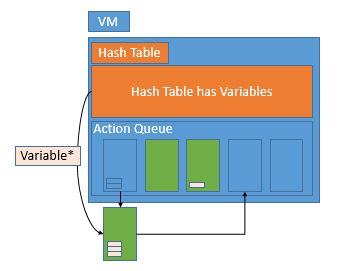 VM
Hash Table
Hash Table has Variables
Action Queue
Variable*